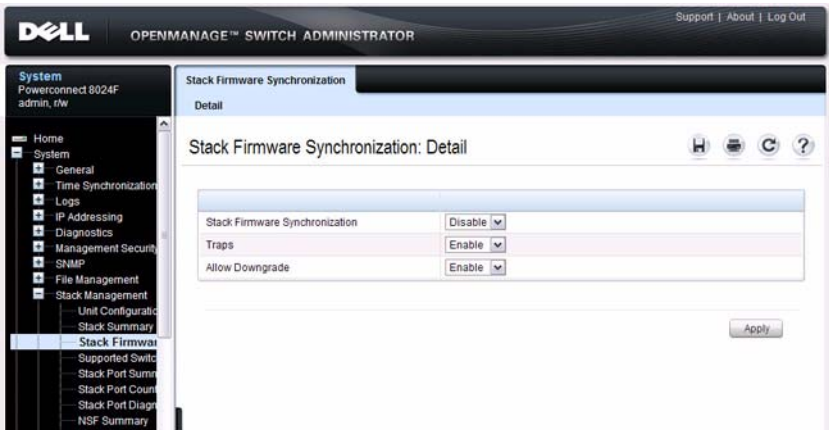 Support | About | Log Out
DELL
OPENMANAGE™ SWITCH ADMINISTRATOR
System
Powerconnect 8024F
admin, r/w
Home
System
General
Time Synchronization
Logs
IP Addressing
Diagnostics
Management Security
SNMP
File Management
Stack Management
Unit Configuratio
Stack Summary
Stack Firmwar
Supported Switc
Stack Port Summ
Stack Port Count
Stack Port Diagn
NSF Summary
Stack Firmware Synchronization
Detail
Stack Firmware Synchronization: Detail
Stack Firmware Synchronization Disable
Traps Enable
Allow Downgrade Enable
Apply